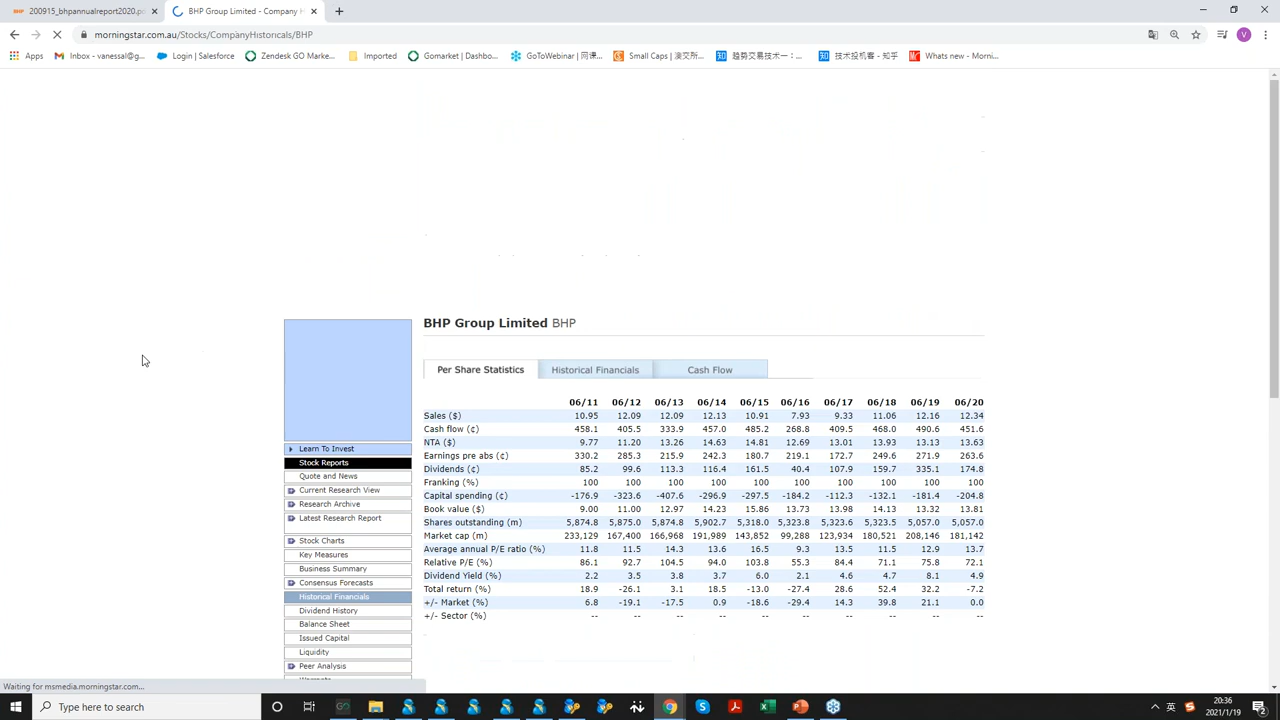 200915_bhpannualreport2020.p
BHP Group Limited - Company H
morningstar.com.au/Stocks/CompanyHistoricals/BHP
V
Apps
Inbox - vanessal@g...
Login | Salesforce
Zendesk GO Marke...
Imported
Gomarket | Dashbo...
GoToWebinar | 网课...
Small Caps | 澳交所...
趋势交易技术一：...
技术投机客 - 知乎
Whats new - Morni...
BHP Group Limited BHP
Per Share Statistics Historical Financials Cash Flow
06/11 06/12 06/13 06/14 06/15 06/16 06/17 06/18 06/19 06/20
Sales ($) 10.95 12.09 12.09 12.13 10.91 7.93 9.33 11.06 12.16 12.34
Cash flow (¢) 458.1 405.5 333.9 457.0 485.2 268.8 409.5 468.0 490.6 451.6
NTA ($) 9.77 11.20 13.26 14.63 14.81 12.69 13.01 13.93 13.13 13.63
Earnings pre abs (¢) 330.2 285.3 215.9 242.3 180.7 219.1 172.7 249.6 271.9 263.6
Dividends (¢) 85.2 99.6 113.3 116.4 161.5 40.4 107.9 159.7 335.1 174.8
Franking (%) 100 100 100 100 100 100 100 100 100 100
Capital spending (¢) -176.9 -323.6 -407.6 -296.9 -297.5 -184.2 -112.3 -132.1 -181.4 -204.8
Book value ($) 9.00 11.00 12.97 14.23 15.86 13.73 13.98 14.13 13.32 13.81
Shares outstanding (m) 5,874.8 5,875.0 5,874.8 5,902.7 5,318.0 5,323.8 5,323.6 5,323.5 5,057.0 5,057.0
Market cap (m) 233,129 167,400 166,968 191,989 143,852 99,288 123,934 180,521 208,146 181,142
Average annual P/E ratio (%) 11.8 11.5 14.3 13.6 16.5 9.3 13.5 11.5 12.9 13.7
Relative P/E (%) 86.1 92.7 104.5 94.0 103.8 55.3 84.4 71.1 75.8 72.1
Dividend Yield (%) 2.2 3.5 3.8 3.7 6.0 2.1 4.6 4.7 8.1 4.9
Total return (%) 18.9 -26.1 3.1 18.5 -13.0 -7.4 28.6 52.4 32.2 -7.2
+/- Market (%) 6.8 -19.1 -17.5 0.9 -18.6 -29.4 14.3 39.8 21.1 0.0
+/- Sector (%) -- -- -- -- -- -- -- -- -- --
Learn To Invest
Stock Reports
Quote and News
Current Research View
Research Archive
Latest Research Report
Stock Charts
Key Measures
Business Summary
Consensus Forecasts
Historical Financials
Dividend History
Balance Sheet
Issued Capital
Liquidity
Peer Analysis
Warrants
Waiting for msmedia.morningstar.com...
Type here to search
英
20:36
2021/1/19
2